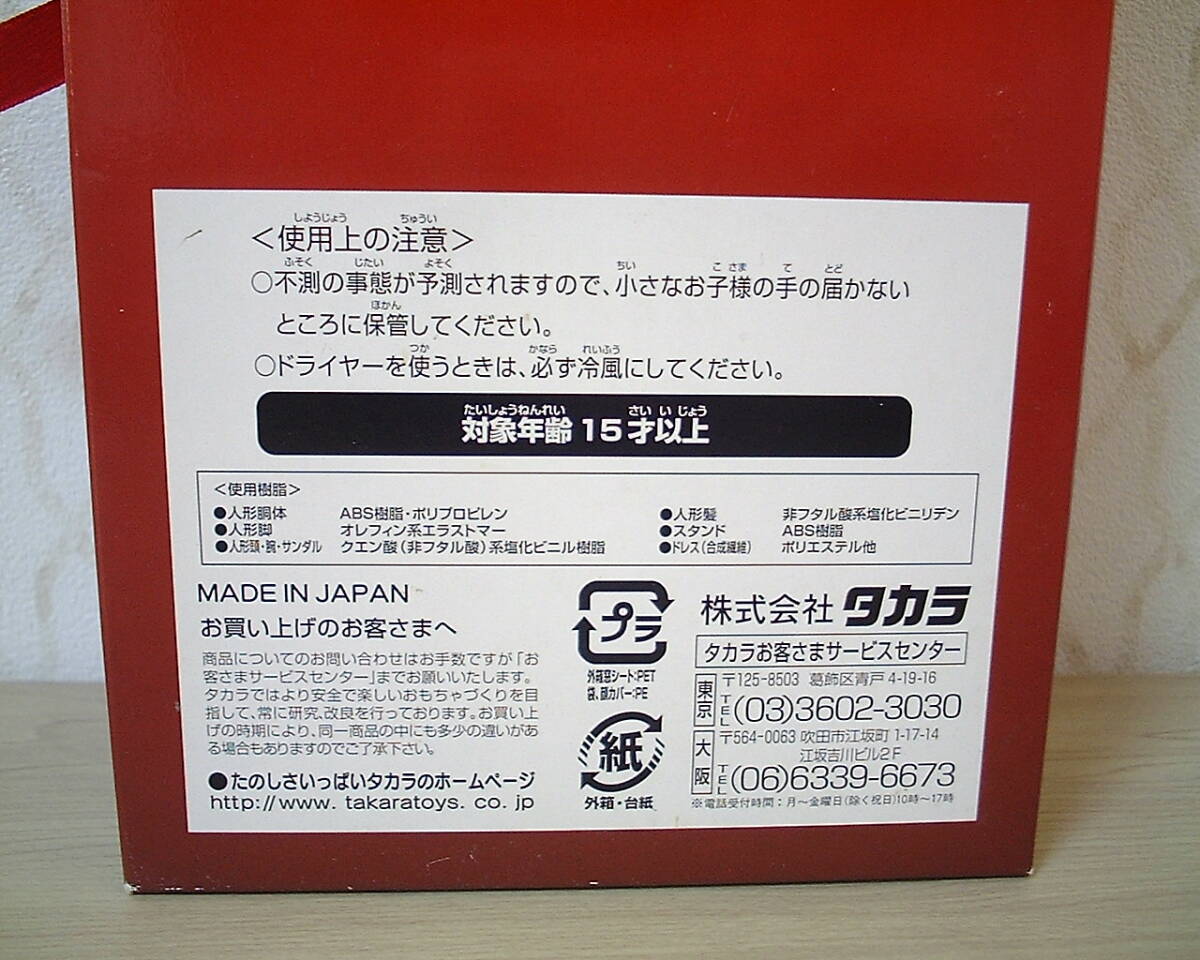 ＜使用上の注意＞
○不測の事態が予測されますので、小さなお子様の手の届かない
ところに保管してください。
○ドライヤーを使うときは、必ず冷風にしてください。
対象年齢 15才以上
＜使用樹脂＞
●人形胴体 ABS樹脂・ポリプロピレン
●人形脚 オレフィン系エラストマー
●人形頭・腕・サンダル クエン酸（非フタル酸）系塩化ビニル樹脂
●人形髪 非フタル酸系塩化ビニリデン
●スタンド ABS樹脂
●ドレス（合成繊維） ポリエステル他
MADE IN JAPAN
お買い上げのお客さまへ
商品についてのお問い合わせはお手数ですが「お
客さまサービスセンター」までお願いいたします。
タカラではより安全で楽しいおもちゃづくりを目
指して、常に研究、改良を行っております。お買い上
げの時期により、同一商品の中にも多少の違いがあ
る場合もありますのでご了承下さい。
●たのしさいっぱいタカラのホームページ
http://www. takaratoys. co. jp
プラ
外箱窓シート:PET
袋、顔カバー:PE
紙
外箱・台紙
株式会社 タカラ
タカラお客さまサービスセンター
東京 〒125-8503 葛飾区青戸 4-19-16
TEL (03)3602-3030
大阪 〒564-0063 吹田市江坂町 1-17-14
江坂吉川ビル2F
TEL (06)6339-6673
※電話受付時間：月～金曜日(除く祝日)10時～17時